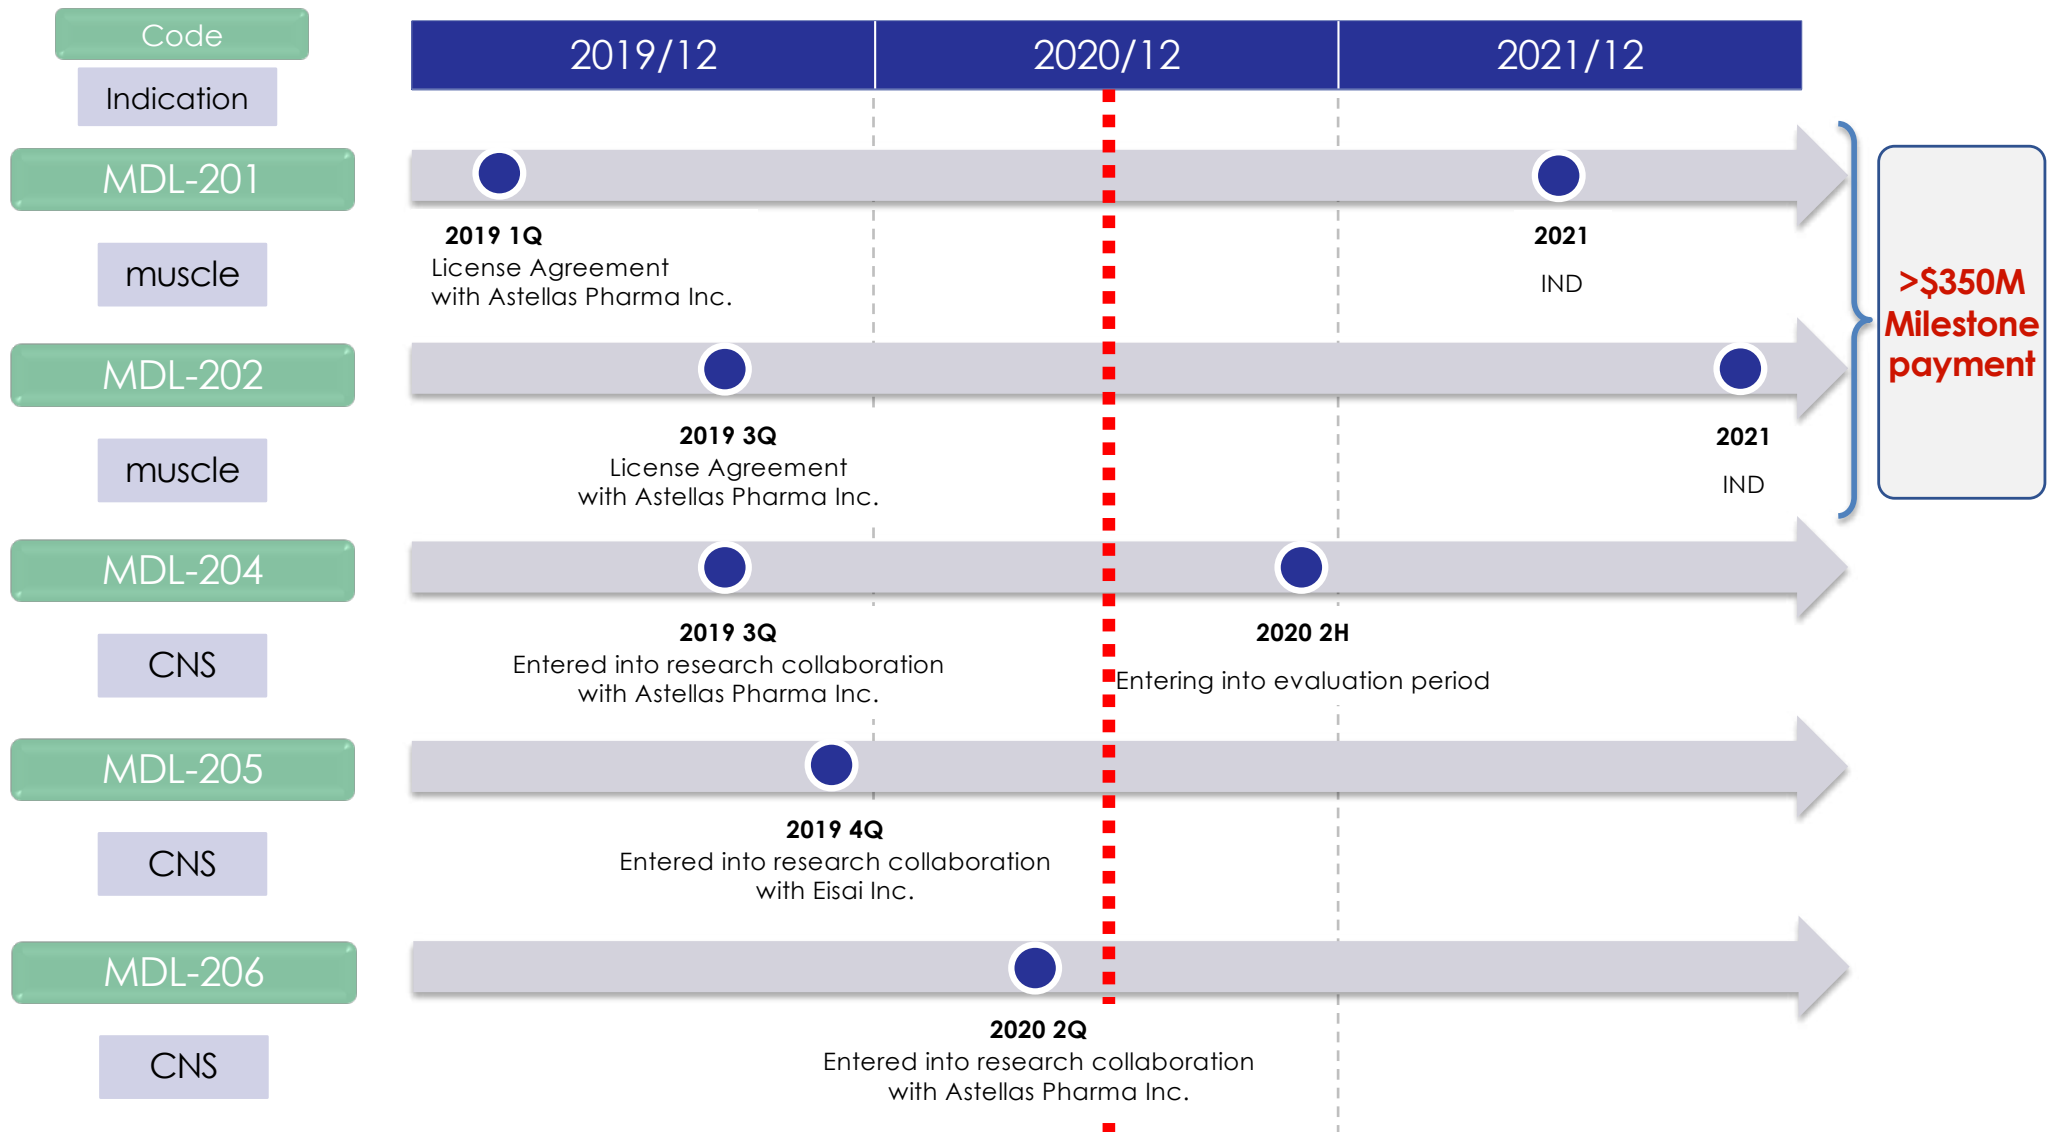 Code
Indication
2019/12
2020/12
2021/12
MDL-201
muscle
2019 1Q
License Agreement
with Astellas Pharma Inc.
2021
IND
MDL-202
muscle
2019 3Q
License Agreement
with Astellas Pharma Inc.
2021
IND
>$350M
Milestone
payment
MDL-204
CNS
2019 3Q
Entered into research collaboration
with Astellas Pharma Inc.
2020 2H
Entering into evaluation period
MDL-205
CNS
2019 4Q
Entered into research collaboration
with Eisai Inc.
MDL-206
CNS
2020 2Q
Entered into research collaboration
with Astellas Pharma Inc.